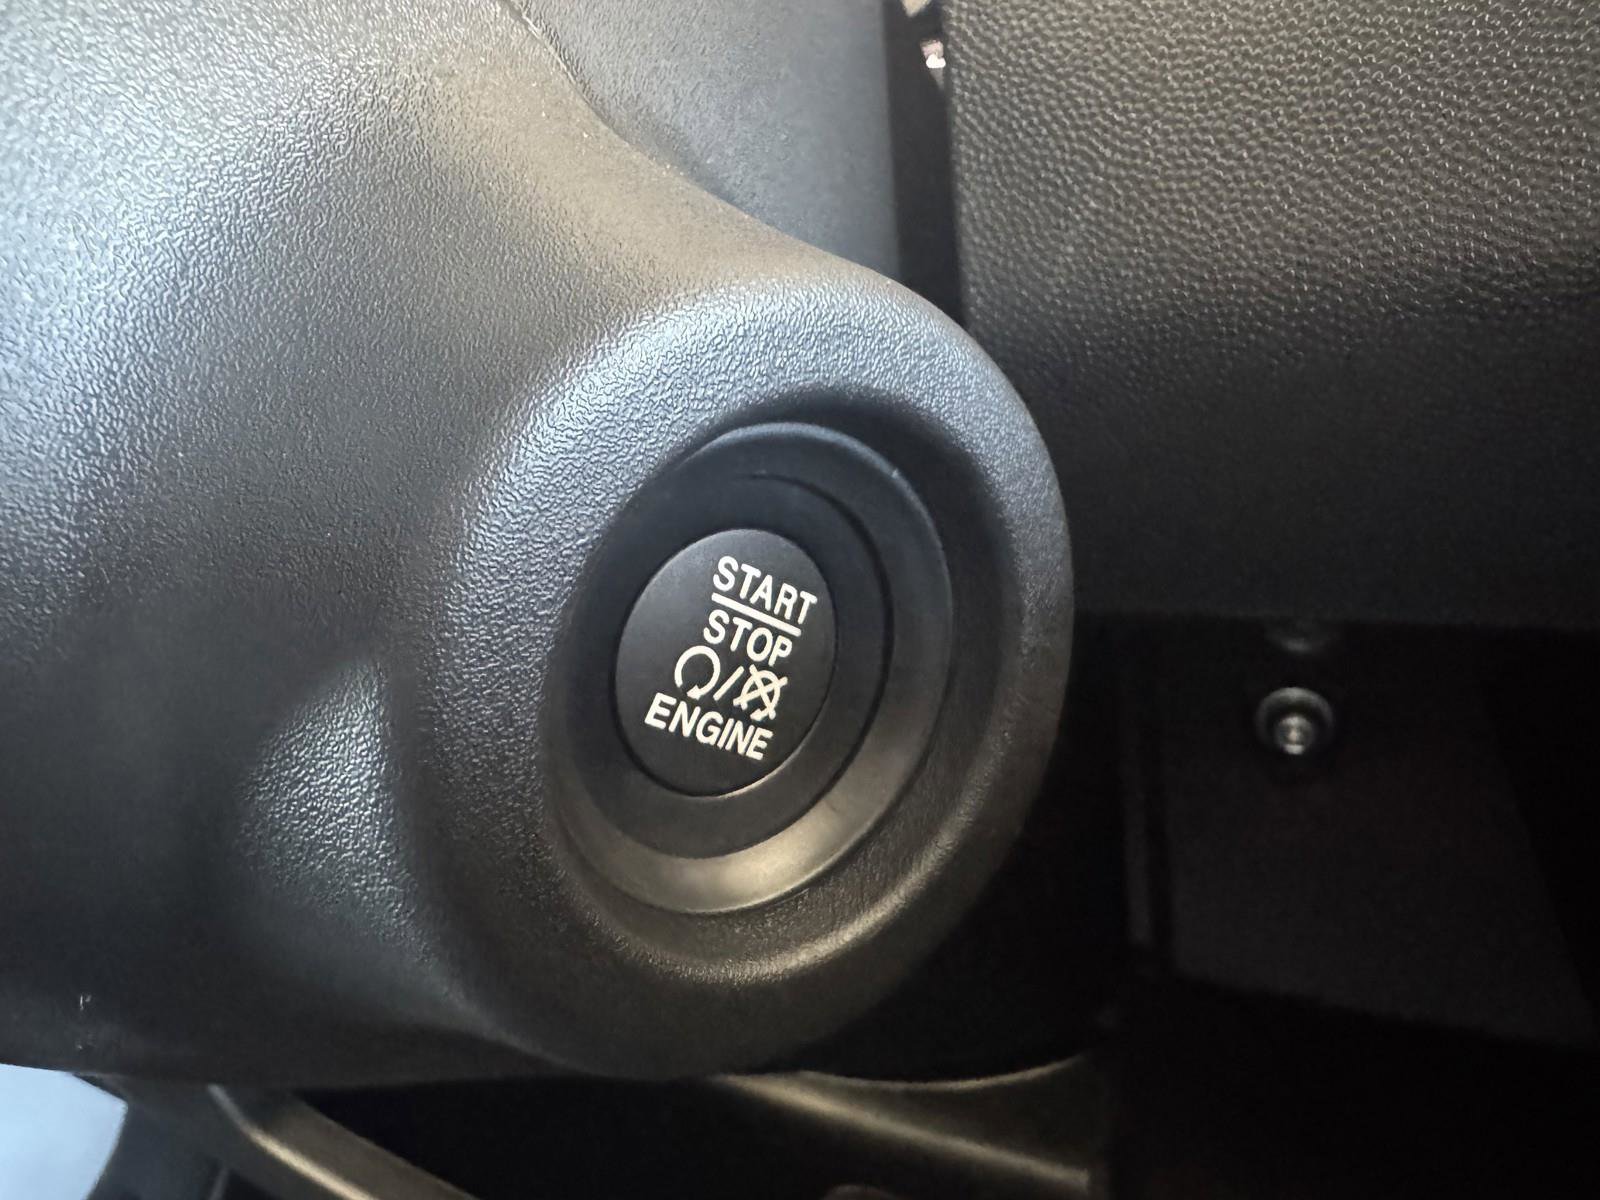 START
STOP
/
ENGINE